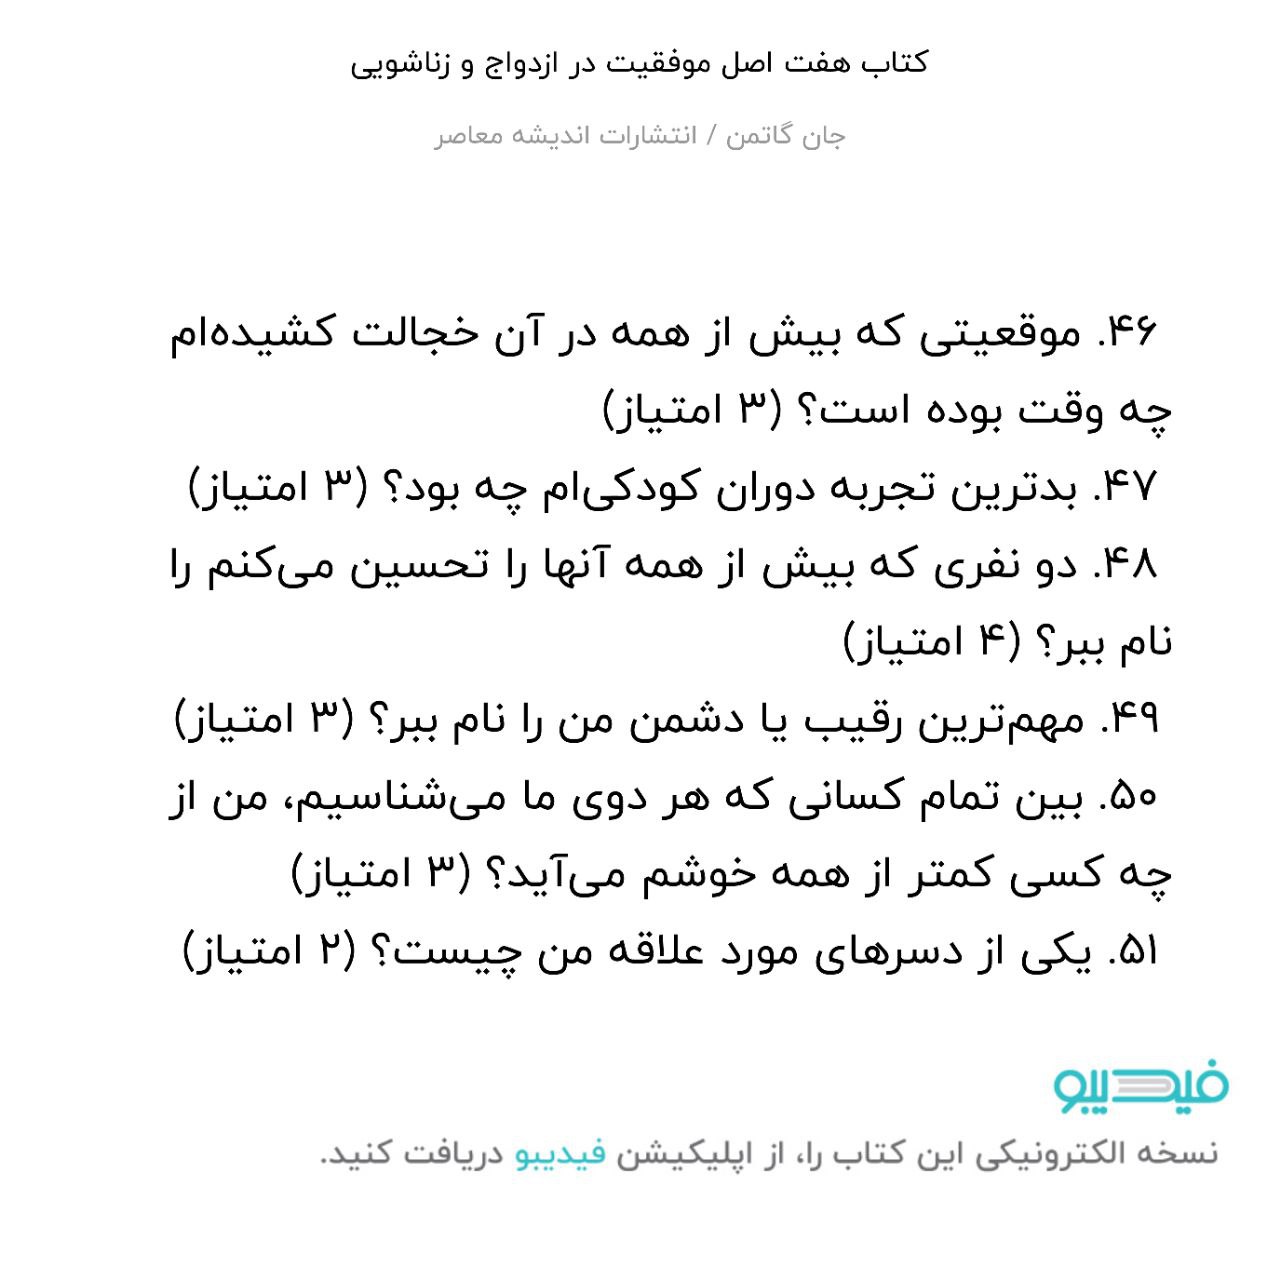 کتاب هفت اصل موفقیت در ازدواج و زناشویی
جان گاتمن / انتشارات اندیشه معاصر
۴۶. موقعیتی که بیش از همه در آن خجالت کشیده‌ام
چه وقت بوده است؟ (۳ امتیاز)
۴۷. بدترین تجربه دوران کودکی‌ام چه بود؟ (۳ امتیاز)
۴۸. دو نفری که بیش از همه آنها را تحسین می‌کنم را
نام ببر؟ (۴ امتیاز)
۴۹. مهم‌ترین رقیب یا دشمن من را نام ببر؟ (۳ امتیاز)
۵۰. بین تمام کسانی که هر دوی ما می‌شناسیم، من از
چه کسی کمتر از همه خوشم می‌آید؟ (۳ امتیاز)
۵۱. یکی از دسرهای مورد علاقه من چیست؟ (۲ امتیاز)
فیدیبو
نسخه الکترونیکی این کتاب را، از اپلیکیشن فیدیبو دریافت کنید.